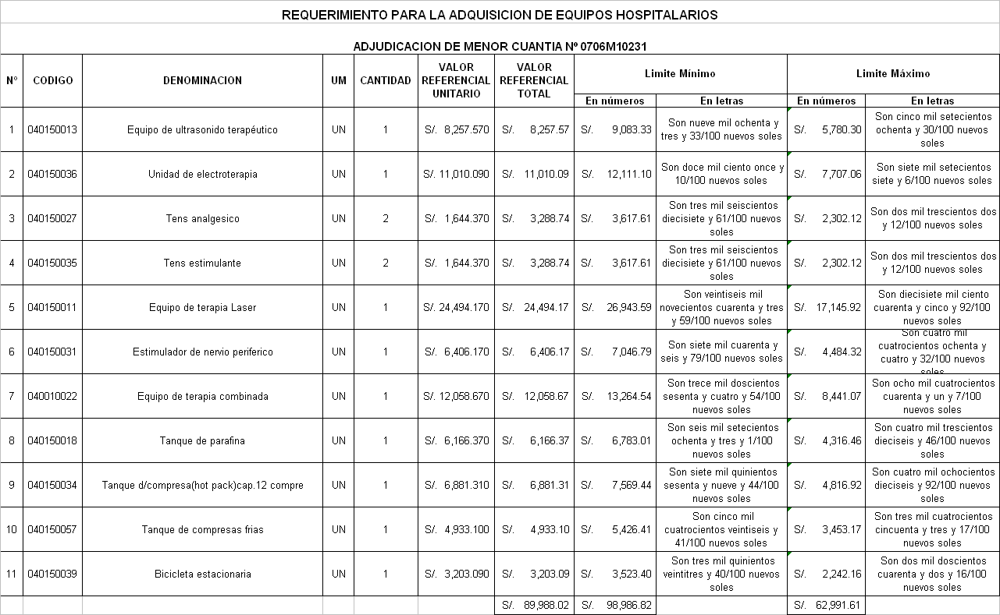 REQUERIMIENTO PARA LA ADQUISICION DE EQUIPOS HOSPITALARIOS
ADJUDICACION DE MENOR CUANTIA Nº 0706M10231
N° CODIGO DENOMINACION UM CANTIDAD VALOR REFERENCIAL UNITARIO VALOR REFERENCIAL TOTAL Limite Mínimo Limite Máximo
En números En letras En números En letras
1 040150013 Equipo de ultrasonido terapéutico UN 1 S/. 8,257.570 S/. 8,257.57 S/. 9,083.33 Son nueve mil ochenta y tres y 33/100 nuevos soles S/. 5,780.30 Son cinco mil setecientos ochenta y 30/100 nuevos soles
2 040150036 Unidad de electroterapia UN 1 S/. 11,010.090 S/. 11,010.09 S/. 12,111.10 Son doce mil ciento once y 10/100 nuevos soles S/. 7,707.06 Son siete mil setecientos siete y 6/100 nuevos soles
3 040150027 Tens analgesico UN 2 S/. 1,644.370 S/. 3,288.74 S/. 3,617.61 Son tres mil seiscientos diecisiete y 61/100 nuevos soles S/. 2,302.12 Son dos mil trescientos dos y 12/100 nuevos soles
4 040150035 Tens estimulante UN 2 S/. 1,644.370 S/. 3,288.74 S/. 3,617.61 Son tres mil seiscientos diecisiete y 61/100 nuevos soles S/. 2,302.12 Son dos mil trescientos dos y 12/100 nuevos soles
5 040150011 Equipo de terapia Laser UN 1 S/. 24,494.170 S/. 24,494.17 S/. 26,943.59 Son veintiseis mil novecientos cuarenta y tres y 59/100 nuevos soles S/. 17,145.92 Son diecisiete mil ciento cuarenta y cinco y 92/100 nuevos soles
6 040150031 Estimulador de nervio periferico UN 1 S/. 6,406.170 S/. 6,406.17 S/. 7,046.79 Son siete mil cuarenta y seis y 79/100 nuevos soles S/. 4,484.32 Son cuatro mil cuatrocientos ochenta y cuatro y 32/100 nuevos soles
7 040010022 Equipo de terapia combinada UN 1 S/. 12,058.670 S/. 12,058.67 S/. 13,264.54 Son trece mil doscientos sesenta y cuatro y 54/100 nuevos soles S/. 8,441.07 Son ocho mil cuatrocientos cuarenta y un y 7/100 nuevos soles
8 040150018 Tanque de parafina UN 1 S/. 6,166.370 S/. 6,166.37 S/. 6,783.01 Son seis mil setecientos ochenta y tres y 1/100 nuevos soles S/. 4,316.46 Son cuatro mil trescientos dieciseis y 46/100 nuevos soles
9 040150034 Tanque d/compresa(hot pack)cap.12 compre UN 1 S/. 6,881.310 S/. 6,881.31 S/. 7,569.44 Son siete mil quinientos sesenta y nueve y 44/100 nuevos soles S/. 4,816.92 Son cuatro mil ochocientos dieciseis y 92/100 nuevos soles
10 040150057 Tanque de compresas frias UN 1 S/. 4,933.100 S/. 4,933.10 S/. 5,426.41 Son cinco mil cuatrocientos veintiseis y 41/100 nuevos soles S/. 3,453.17 Son tres mil cuatrocientos cincuenta y tres y 17/100 nuevos soles
11 040150039 Bicicleta estacionaria UN 1 S/. 3,203.090 S/. 3,203.09 S/. 3,523.40 Son tres mil quinientos veintitres y 40/100 nuevos soles S/. 2,242.16 Son dos mil doscientos cuarenta y dos y 16/100 nuevos soles
S/. 89,988.02 S/. 98,986.82 S/. 62,991.61